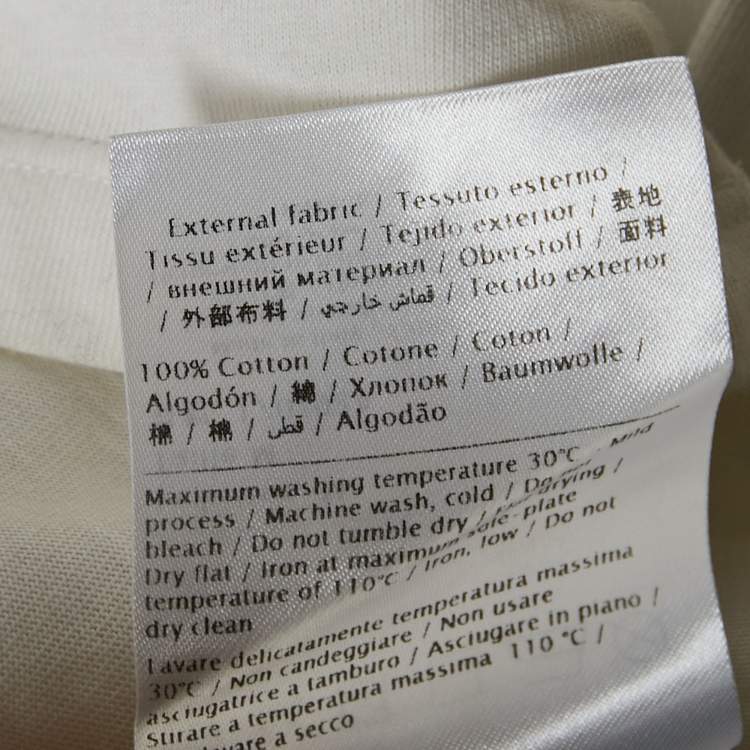 External fabric / Tessuto esterno /
Tissu extérieur / Tejido exterior / 表地
/ внешний материал / Oberstoff / 面料
/ 外部布料 / قماش خارجي / Tecido exterior
100% Cotton / Cotone / Coton /
Algodón / 綿 / Хлопок / Baumwolle /
棉 / 棉 / قطن / Algodão
Maximum washing temperature 30°C Mild
process / Machine wash, cold / Do
bleach / Do not tumble dry / drying /
Dry flat / Iron at maximum sole-plate
temperature of 110°C / Iron, low / Do not
dry clean
Lavare delicatamente temperatura massima
30°C / Non candeggiare / Non usare
asciugatrice a tamburo / Asciugare in piano /
Stirare a temperatura massima 110 °C /
a secco